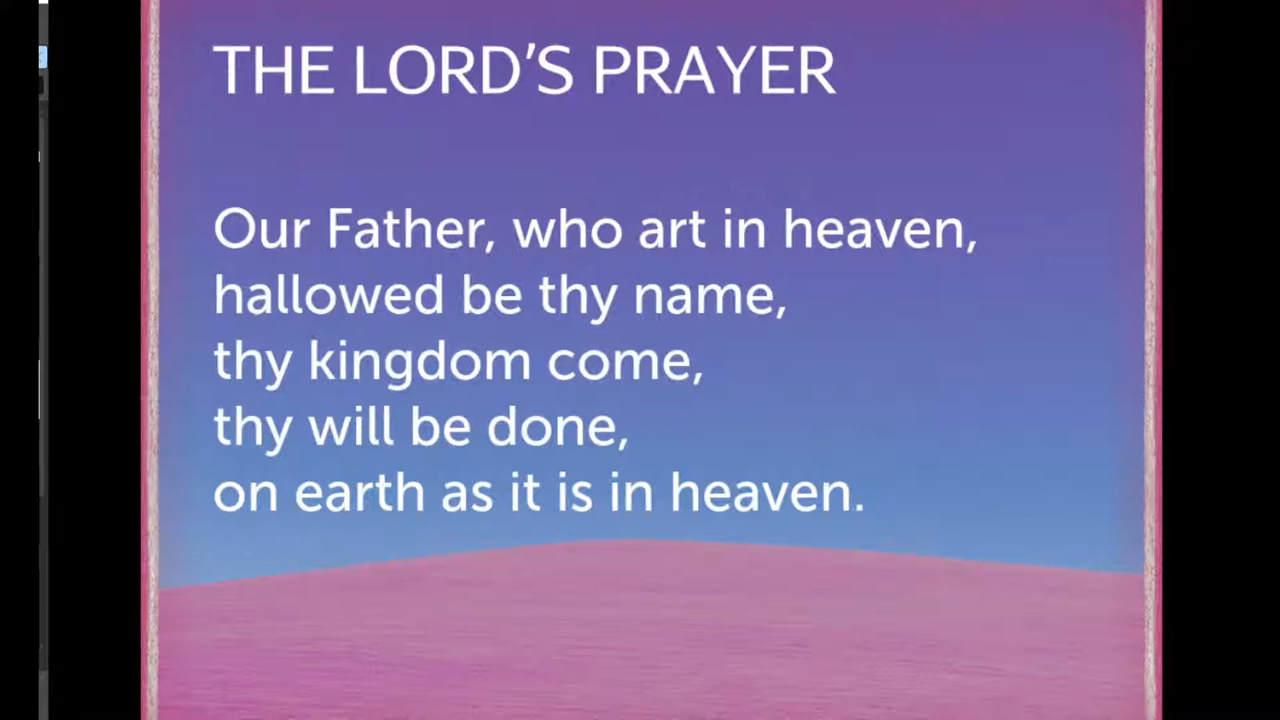 THE LORD’S PRAYER
Our Father, who art in heaven,
hallowed be thy name,
thy kingdom come,
thy will be done,
on earth as it is in heaven.